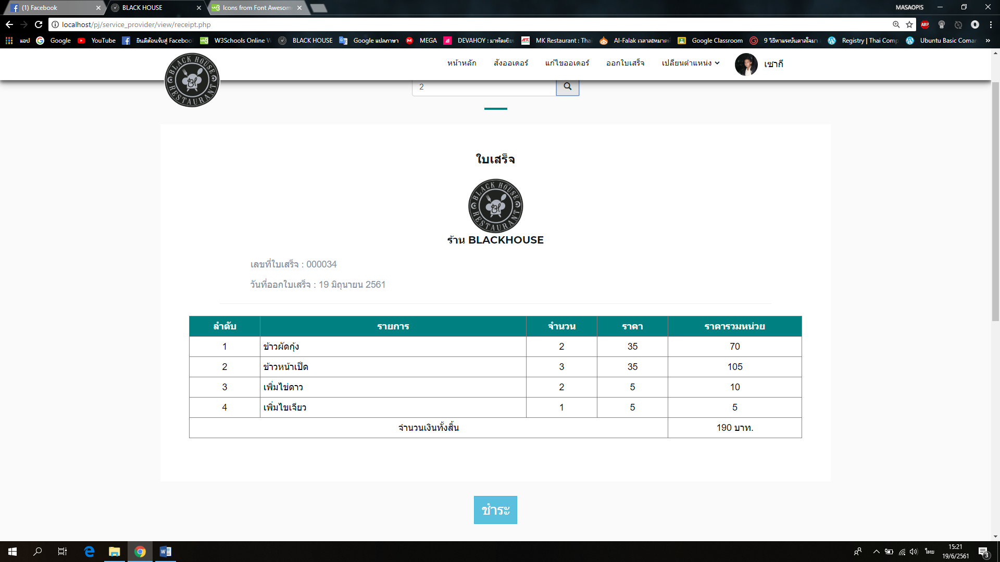 (1) Facebook
BLACK HOUSE
Icons from Font Awesom
MASAOPIS
localhost/pj/service_provider/view/receipt.php
ABP
แอป
Google
YouTube
ยินดีต้อนรับสู่ Faceboo
W3Schools Online W
BLACK HOUSE
Google แปลภาษา
MEGA
DEVAHOY : มาหัดเขีย
MK Restaurant : Tha
Al-Falak เวลาละหมาด
Google Classroom
9 วิธีหาแรงบันดาลใจมา
Registry | Thai Comp
Ubuntu Basic Coma
»
BLACK HOUSE
Bl
RESTAURANT
หน้าหลัก
สั่งออเดอร์
แก้ไขออเดอร์
ออกใบเสร็จ
เปลี่ยนตำแหน่ง
เซากี
2
ใบเสร็จ
BLACK HOUSE
Bl
RESTAURANT
ร้าน BLACKHOUSE
เลขที่ใบเสร็จ : 000034
วันที่ออกใบเสร็จ : 19 มิถุนายน 2561
ลำดับ รายการ จำนวน ราคา ราคารวมหน่วย
1 ข้าวผัดกุ้ง 2 35 70
2 ข้าวหน้าเป็ด 3 35 105
3 เพิ่มไข่ดาว 2 5 10
4 เพิ่มไขเจียว 1 5 5
จำนวนเงินทั้งสิ้น 190 บาท.
ชำระ
ไทย
15:21
19/6/2561
3